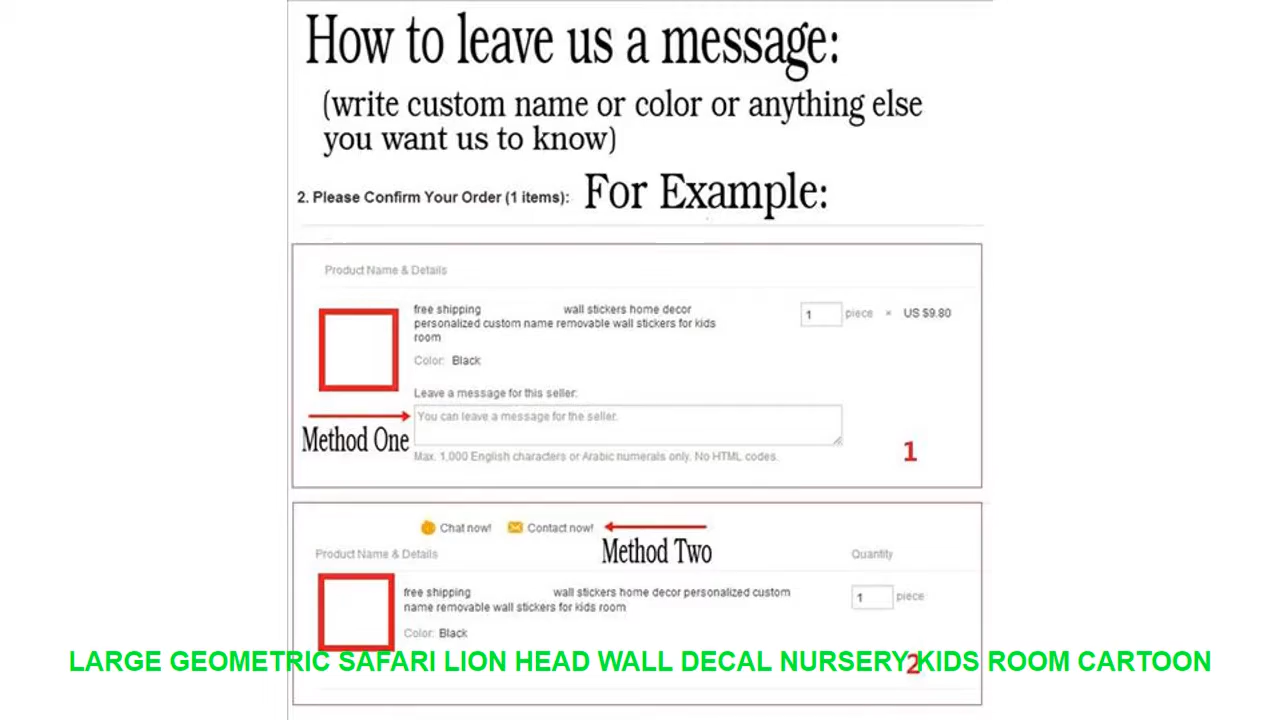 How to leave us a message:
(write custom name or color or anything else
you want us to know)
2. Please Confirm Your Order (1 items): For Example:
Product Name & Details
free shipping wall stickers home decor
personalized custom name removable wall stickers for kids
room
1 piece × US $9.80
Color: Black
Leave a message for this seller:
You can leave a message for the seller.
Method One
Max. 1,000 English characters or Arabic numerals only. No HTML codes.
1
Chat now! Contact now!
Method Two
Product Name & Details Quantity
free shipping wall stickers home decor personalized custom
name removable wall stickers for kids room
1 piece
Color: Black
2
LARGE GEOMETRIC SAFARI LION HEAD WALL DECAL NURSERY KIDS ROOM CARTOON